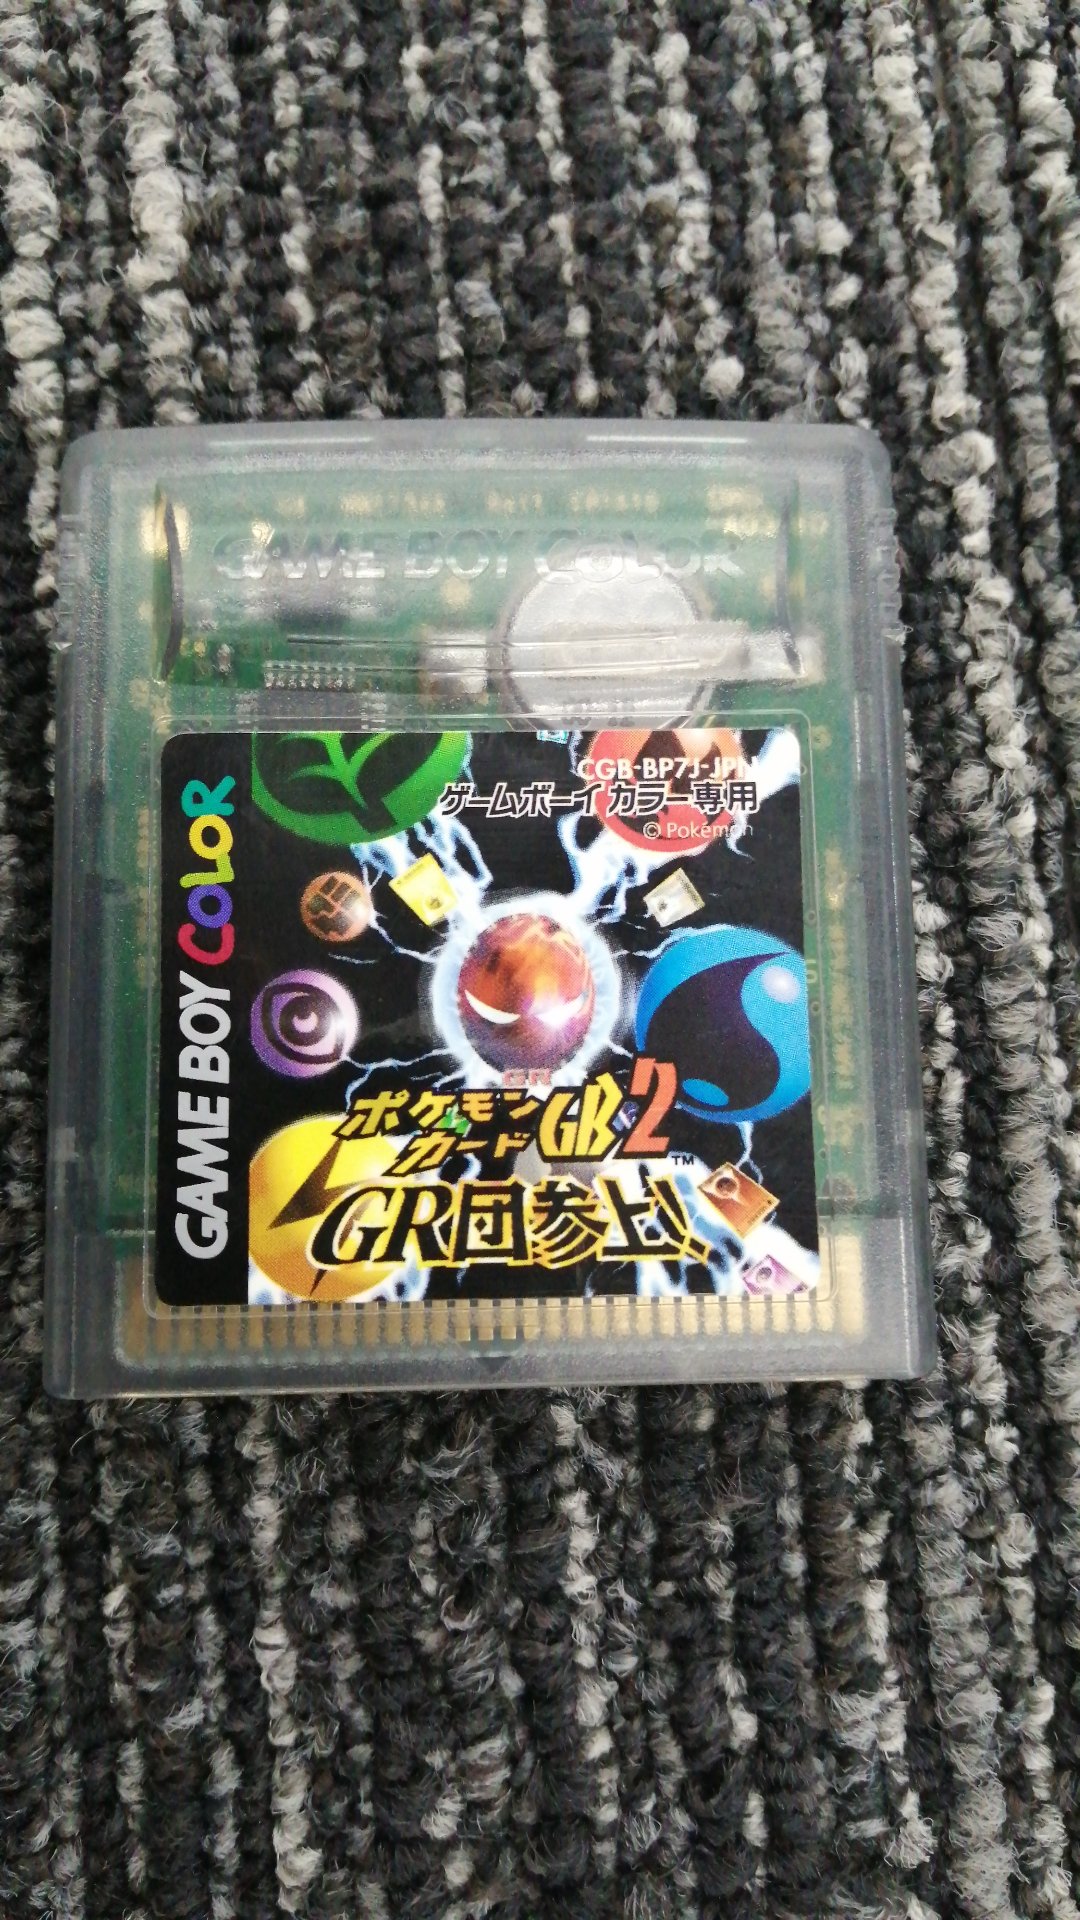 GAME BOY COLOR
GAME BOY COLOR
CGB-BP7J-JPN
ゲームボーイカラー専用
© Pokémon
GR
ポケモン
カード GB2
TM
GR団参上!